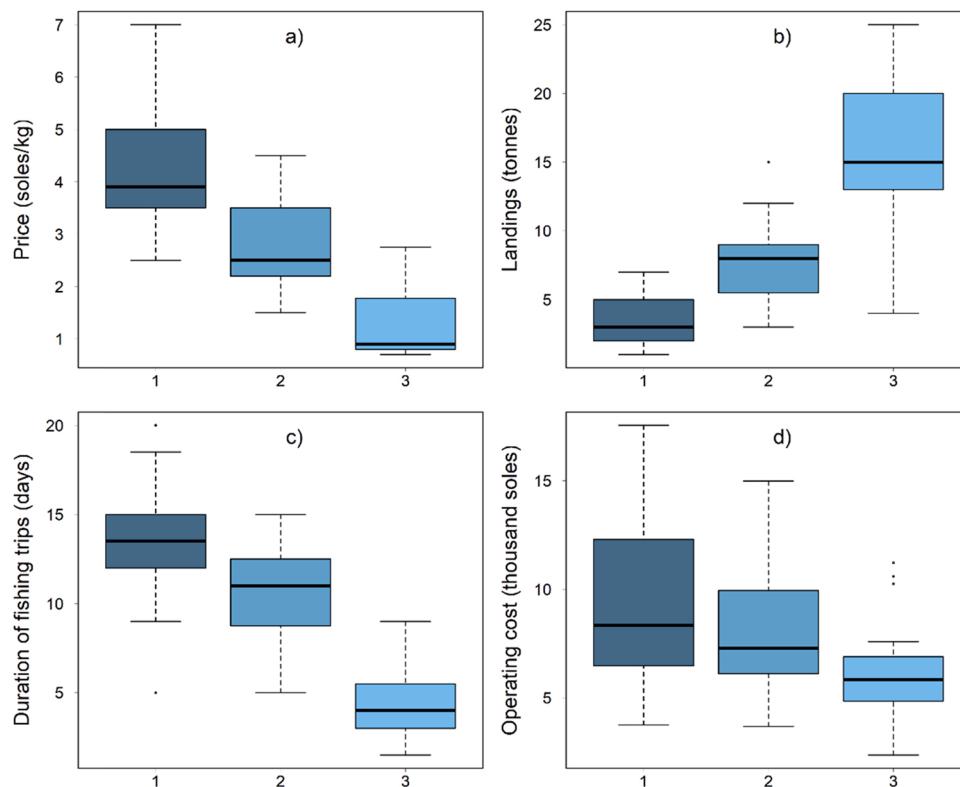 a)
Price (soles/kg)
7
6
5
4
3
2
1
1 2 3
b)
Landings (tonnes)
25
20
15
10
5
1 2 3
c)
Duration of fishing trips (days)
20
15
10
5
1 2 3
d)
Operating cost (thousand soles)
15
10
5
1 2 3